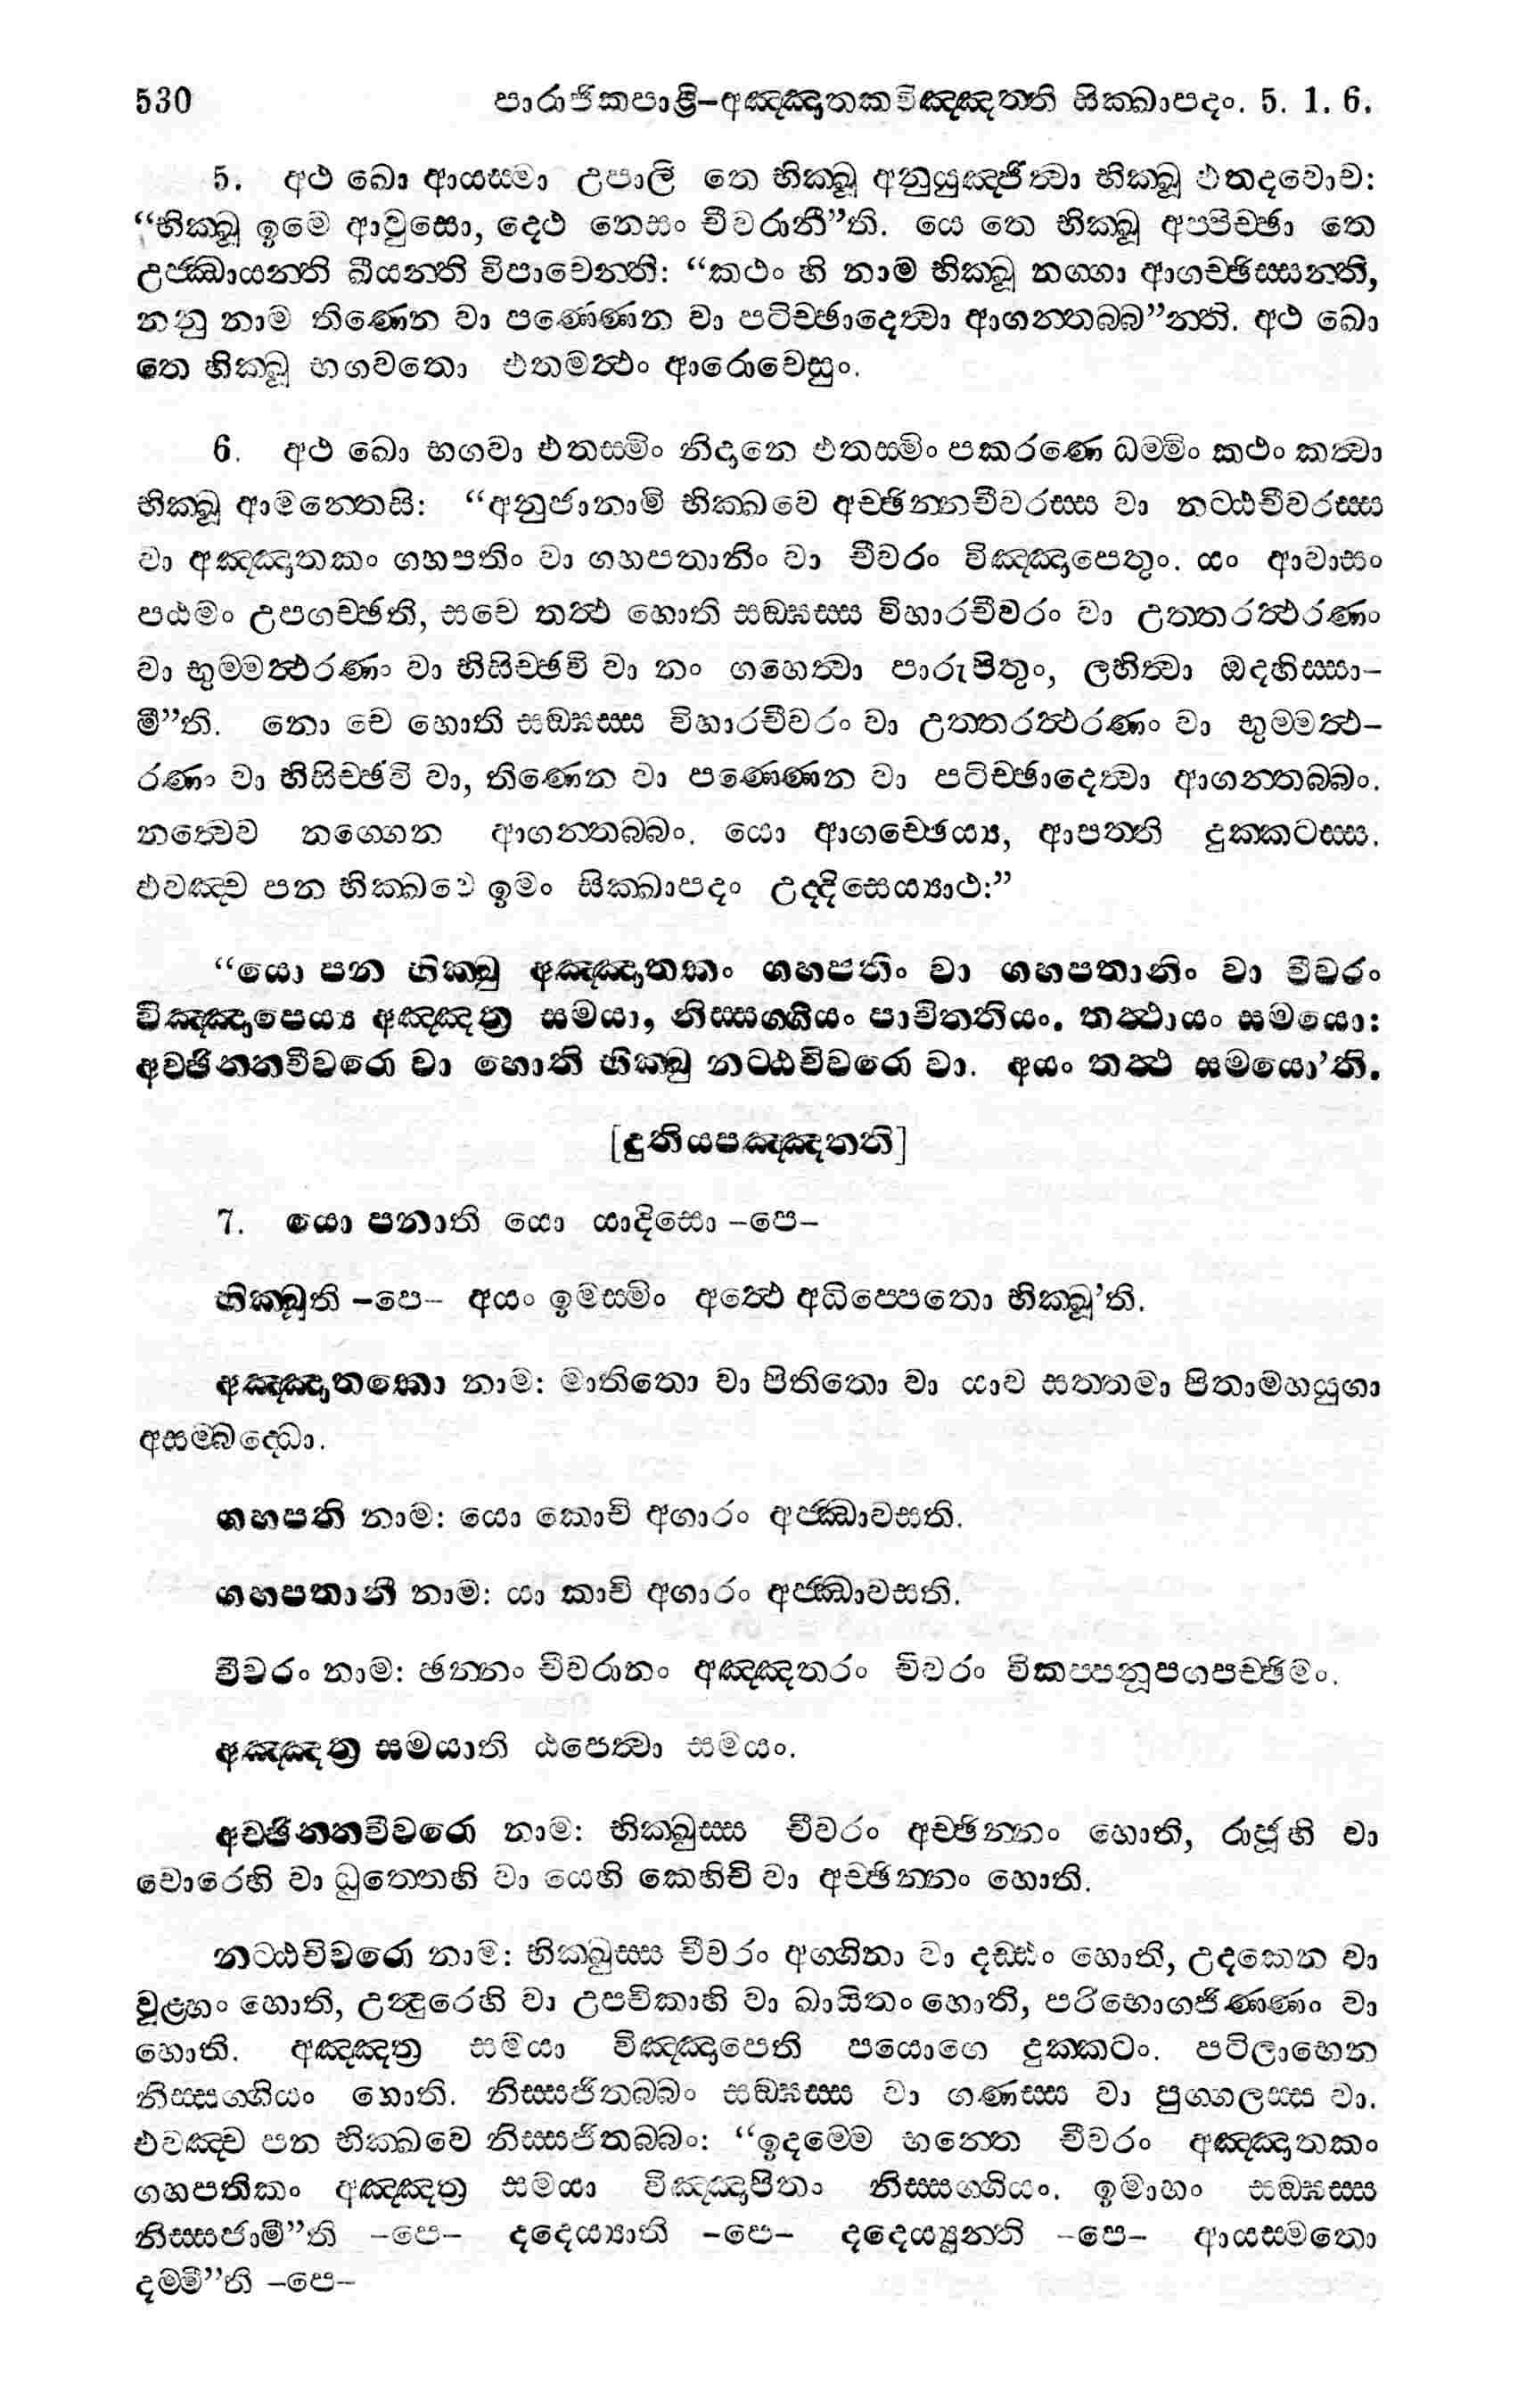 530 පාරාජිකපාළි–අඤ්ඤාතකවිඤ්ඤත්ති සික්ඛාපදං. 5. 1. 6.
5. අථ ඛො ආයස්මා උපාලි තෙ භික්ඛූ අනුයුඤ්ජිත්‍වා භික්ඛූ එතදවොච:
“භික්ඛූ ඉමෙ ආවුසො, දෙථ නෙසං චීවරානී”ති. යෙ තෙ භික්ඛූ අප්පිච්ඡා තෙ
උජ්ඣායන්ති ඛීයන්ති විපාචෙන්ති: “කථං හි නාම භික්ඛූ නග්ගා ආගච්ඡිස්සන්ති,
නනු නාම තිණෙන වා පණ්ණෙන වා පටිච්ඡාදෙත්‍වා ආගන්තබ්බ”න්ති. අථ ඛො
තෙ භික්ඛූ භගවතො එතමත්‍ථං ආරොචෙසුං.
6. අථ ඛො භගවා එතස්මිං නිදානෙ එතස්මිං පකරණෙ ධම්මිං කථං කත්‍වා
භික්ඛූ ආමන්තෙසි: “අනුජානාමි භික්ඛවෙ අච්ඡින්නචීවරස්ස වා නට්ඨචීවරස්ස
වා අඤ්ඤාතකං ගහපතිං වා ගහපතානිං වා චීවරං විඤ්ඤාපෙතුං. යං ආවාසං
පඨමං උපගච්ඡති, සචෙ තත්‍ථ හොති සඞ්ඝස්ස විහාරචීවරං වා උත්තරත්‍ථරණං
වා භුම්මත්‍ථරණං වා භිසිච්ඡවි වා තං ගහෙත්‍වා පාරුපිතුං, ලභිත්‍වා ඔදහිස්සා–
මී”ති. නො චෙ හොති සඞ්ඝස්ස විහාරචීවරං වා උත්තරත්‍ථරණං වා භුම්මත්‍ථ–
රණං වා භිසිච්ඡවි වා, තිණෙන වා පණ්ණෙන වා පටිච්ඡාදෙත්‍වා ආගන්තබ්බං.
නත්‍වෙව නග්ගෙන ආගන්තබ්බං. යො ආගච්ඡෙය්‍ය, ආපත්ති දුක්කටස්ස.
එවඤ්ච පන භික්ඛවෙ ඉමං සික්ඛාපදං උද්දිසෙය්‍යාථ:”
“යො පන භික්ඛු අඤ්ඤාතකං ගහපතිං වා ගහපතානිං වා චීවරං
විඤ්ඤාපෙය්‍ය අඤ්ඤත්‍ර සමයා, නිස්සග්ගියං පාචිත්තියං. තත්‍ථායං සමයො:
අච්ඡින්නචීවරො වා හොති භික්ඛු නට්ඨචීවරො වා. අයං තත්‍ථ සමයො’ති.
[දුතියපඤ්ඤත්ති]
7. යො පනාති යො යාදිසො –පෙ–
භික්ඛූති –පෙ– අයං ඉමස්මිං අත්‍ථෙ අධිප්පෙතො භික්ඛූ’ති.
අඤ්ඤාතකො නාම: මාතිතො වා පිතිතො වා යාව සත්තමා පිතාමහයුගා
අසම්බද්ධො.
ගහපති නාම: යො කොචි අගාරං අජ්ඣාවසති.
ගහපතානී නාම: යා කාචි අගාරං අජ්ඣාවසති.
චීවරං නාම: ඡන්නං චීවරානං අඤ්ඤතරං චීවරං විකප්පනූපගපච්ඡිමං.
අඤ්ඤත්‍ර සමයාති ඨපෙත්‍වා සමයං.
අච්ඡින්නචීවරො නාම: භික්ඛුස්ස චීවරං අච්ඡින්නං හොති, රාජූහි වා
චොරෙහි වා ධුත්තෙහි වා යෙහි කෙහිචි වා අච්ඡින්නං හොති.
නට්ඨචීවරො නාම: භික්ඛුස්ස චීවරං අග්ගිනා වා දඩ්ඪං හොති, උදකෙන වා
වූළ්හං හොති, උන්‍දුරෙහි වා උපචිකාහි වා ඛායිතං හොති, පරිභොගජිණ්ණං වා
හොති. අඤ්ඤත්‍ර සමයා විඤ්ඤාපෙති පයොගෙ දුක්කටං. පටිලාභෙන
නිස්සග්ගියං හොති. නිස්සජිතබ්බං සඞ්ඝස්ස වා ගණස්ස වා පුග්ගලස්ස වා.
එවඤ්ච පන භික්ඛවෙ නිස්සජිතබ්බං: “ඉදම්මෙ භන්තෙ චීවරං අඤ්ඤාතකං
ගහපතිකං අඤ්ඤත්‍ර සමයා විඤ්ඤාපිතං නිස්සග්ගියං. ඉමාහං සඞ්ඝස්ස
නිස්සජාමී”ති –පෙ– දදෙය්‍යාති –පෙ– දදෙය්‍යුන්ති –පෙ– ආයස්මතො
දම්මී”ති –පෙ–